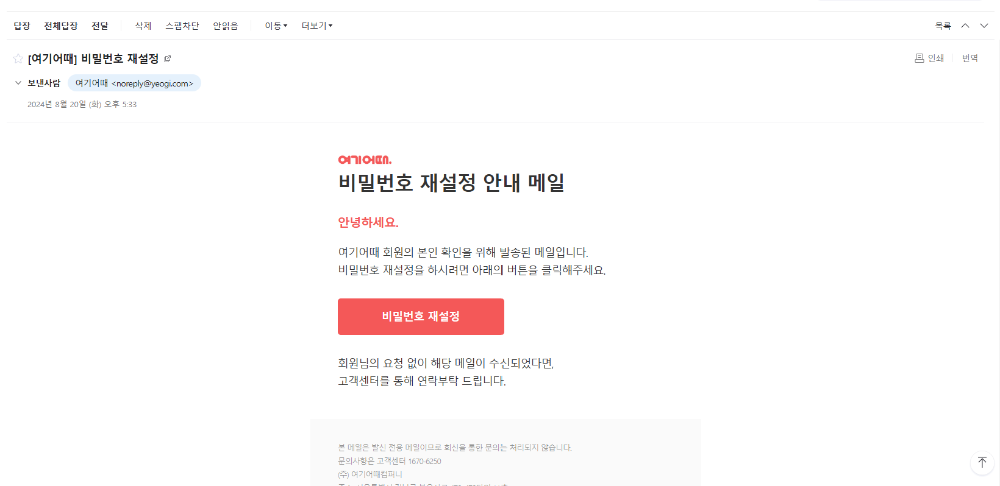 답장 전체답장 전달 삭제 스팸차단 안읽음 이동 더보기 목록
[여기어때] 비밀번호 재설정 인쇄 번역
보낸사람 여기어때 <noreply@yeogi.com>
2024년 8월 20일 (화) 오후 5:33
여기어때.
비밀번호 재설정 안내 메일
안녕하세요.
여기어때 회원의 본인 확인을 위해 발송된 메일입니다.
비밀번호 재설정을 하시려면 아래의 버튼을 클릭해주세요.
비밀번호 재설정
회원님의 요청 없이 해당 메일이 수신되었다면,
고객센터를 통해 연락부탁 드립니다.
본 메일은 발신 전용 메일이므로 회신을 통한 문의는 처리되지 않습니다.
문의사항은 고객센터 1670-6250
(주) 여기어때컴퍼니